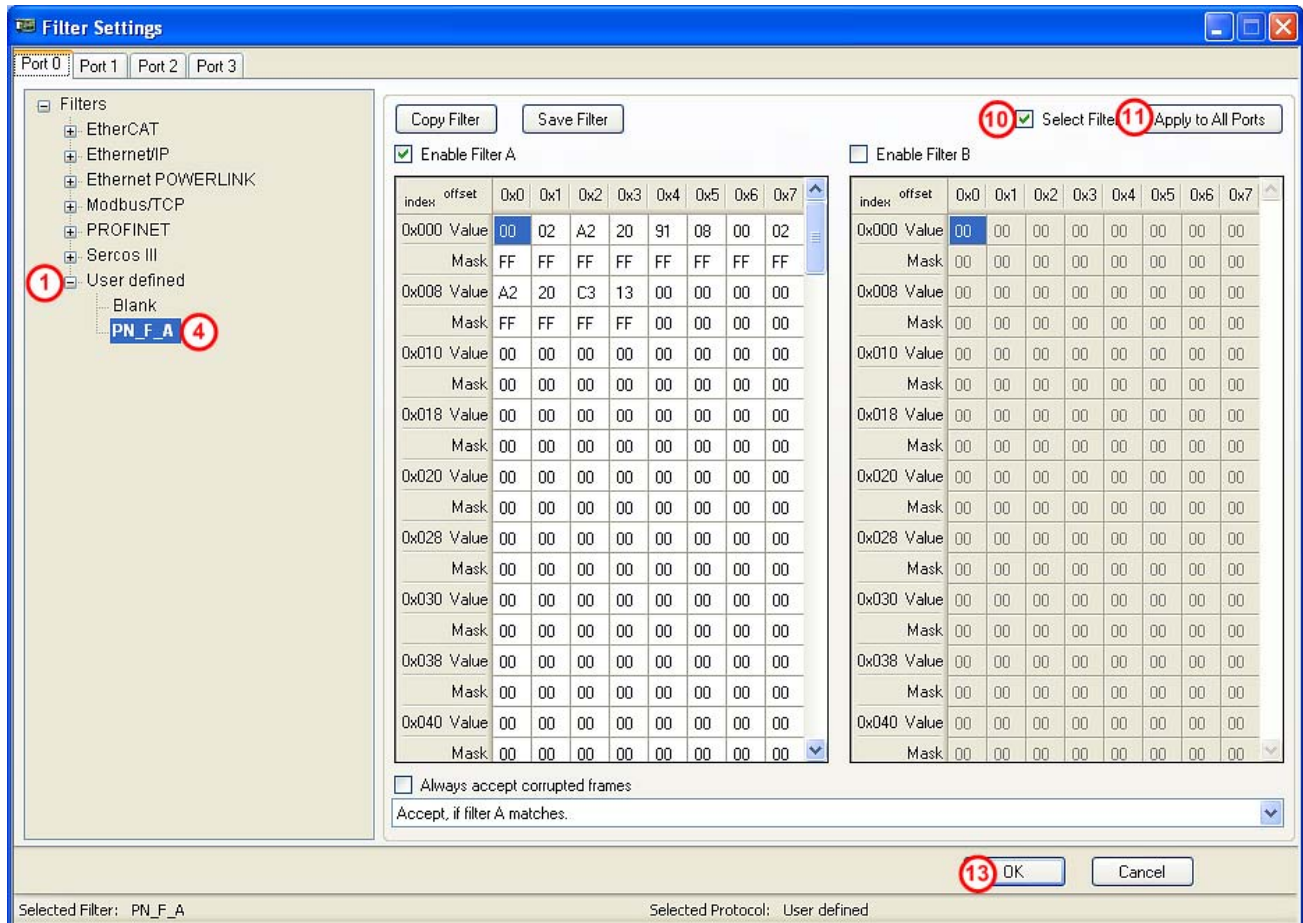 Filter Settings
Port 0 Port 1 Port 2 Port 3
Filters
EtherCAT
Ethernet/IP
Ethernet POWERLINK
Modbus/TCP
PROFINET
Sercos III
1 User defined
Blank
PN_F_A 4
Copy Filter Save Filter 10 Select Filter 11 Apply to All Ports
Enable Filter A
index offset 0x0 0x1 0x2 0x3 0x4 0x5 0x6 0x7
0x000 Value 00 02 A2 20 91 08 00 02
Mask FF FF FF FF FF FF FF FF
0x008 Value A2 20 C3 13 00 00 00 00
Mask FF FF FF FF 00 00 00 00
0x010 Value 00 00 00 00 00 00 00 00
Mask 00 00 00 00 00 00 00 00
0x018 Value 00 00 00 00 00 00 00 00
Mask 00 00 00 00 00 00 00 00
0x020 Value 00 00 00 00 00 00 00 00
Mask 00 00 00 00 00 00 00 00
0x028 Value 00 00 00 00 00 00 00 00
Mask 00 00 00 00 00 00 00 00
0x030 Value 00 00 00 00 00 00 00 00
Mask 00 00 00 00 00 00 00 00
0x038 Value 00 00 00 00 00 00 00 00
Mask 00 00 00 00 00 00 00 00
0x040 Value 00 00 00 00 00 00 00 00
Mask 00 00 00 00 00 00 00 00
Enable Filter B
index offset 0x0 0x1 0x2 0x3 0x4 0x5 0x6 0x7
0x000 Value 00 00 00 00 00 00 00 00
Mask 00 00 00 00 00 00 00 00
0x008 Value 00 00 00 00 00 00 00 00
Mask 00 00 00 00 00 00 00 00
0x010 Value 00 00 00 00 00 00 00 00
Mask 00 00 00 00 00 00 00 00
0x018 Value 00 00 00 00 00 00 00 00
Mask 00 00 00 00 00 00 00 00
0x020 Value 00 00 00 00 00 00 00 00
Mask 00 00 00 00 00 00 00 00
0x028 Value 00 00 00 00 00 00 00 00
Mask 00 00 00 00 00 00 00 00
0x030 Value 00 00 00 00 00 00 00 00
Mask 00 00 00 00 00 00 00 00
0x038 Value 00 00 00 00 00 00 00 00
Mask 00 00 00 00 00 00 00 00
0x040 Value 00 00 00 00 00 00 00 00
Mask 00 00 00 00 00 00 00 00
Always accept corrupted frames
Accept, if filter A matches.
13 OK Cancel
Selected Filter: PN_F_A Selected Protocol: User defined